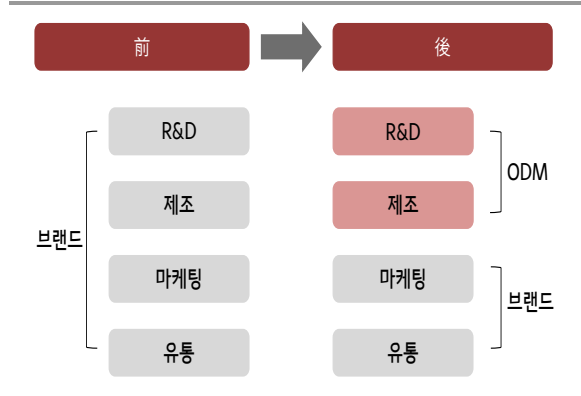 前 後
R&D R&D
ODM
제조 제조
브랜드
마케팅 마케팅
브랜드
유통 유통